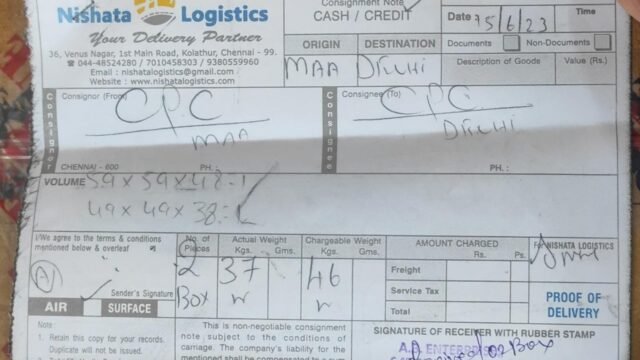 Nishata Logistics
Your Delivery Partner
36, Venus Nagar, 1st Main Road, Kolathur, Chennai - 99.
☎ 044-48524280 / 7010458303 / 9380559960
Email : nishatalogistics@gmail.com
Website : www.nishatalogistics.com
Consignment Note
CASH / CREDIT
Date 15/6/23
Time
ORIGIN DESTINATION
MAA DELHI
Documents Non-Documents
Description of Goods Value (Rs.)
Consignor
Consignor (From)
CPC
MAA
CHENNAI - 600 PH. :
Consignee
Consignee (To)
CPC
DELHI
PH. :
VOLUME 59 x 59 x 48 = 1
49 x 49 x 38 = 1
I/We agree to the terms & conditions
mentioned below & overleaf
Sender's Signature
AIR SURFACE
No. of Pieces
2
Box
Actual Weight
Kgs. Gms.
37
Chargeable Weight
Kgs. Gms.
46
AMOUNT CHARGED
Rs. Ps.
Freight
Service Tax
Total
For NISHATA LOGISTICS
PROOF OF
DELIVERY
Note
1. Retain this copy for your records.
Duplicate will not be issued.
This is non-negotiable consignment
note subject to the conditions of
carriage. The company's liability for
SIGNATURE OF RECEIVER WITH RUBBER STAMP
02 Box